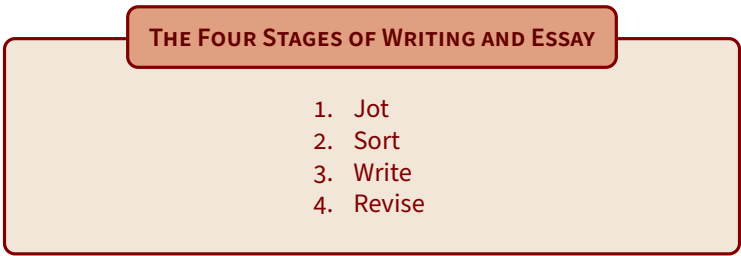 The Four Stages of Writing and Essay
1. Jot
2. Sort
3. Write
4. Revise